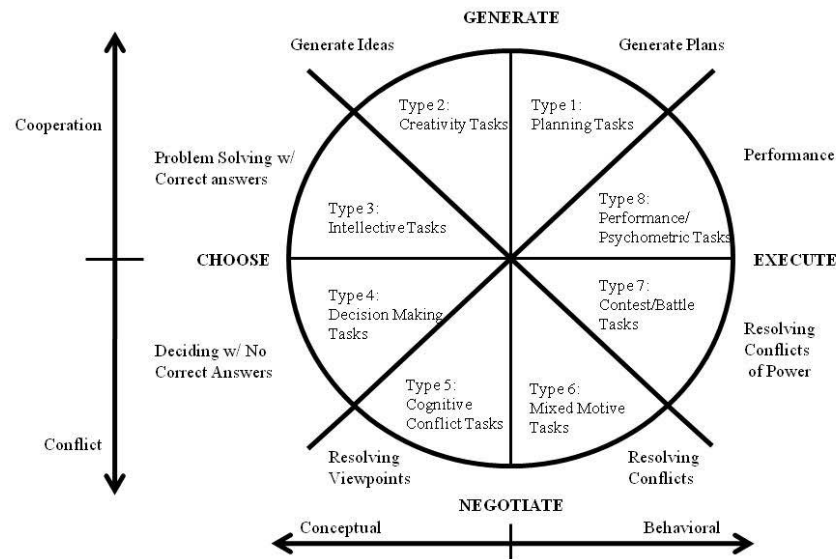 GENERATE
Generate Ideas
Generate Plans
Cooperation
Type 2:
Creativity Tasks
Type 1:
Planning Tasks
Problem Solving w/
Correct answers
Performance
Type 3:
Intellective Tasks
Type 8:
Performance/
Psychometric Tasks
CHOOSE
EXECUTE
Type 4:
Decision Making
Tasks
Type 7:
Contest/Battle
Tasks
Deciding w/ No
Correct Answers
Resolving
Conflicts
of Power
Type 5:
Cognitive
Conflict Tasks
Type 6:
Mixed Motive
Tasks
Conflict
Resolving
Viewpoints
Resolving
Conflicts
NEGOTIATE
Conceptual
Behavioral